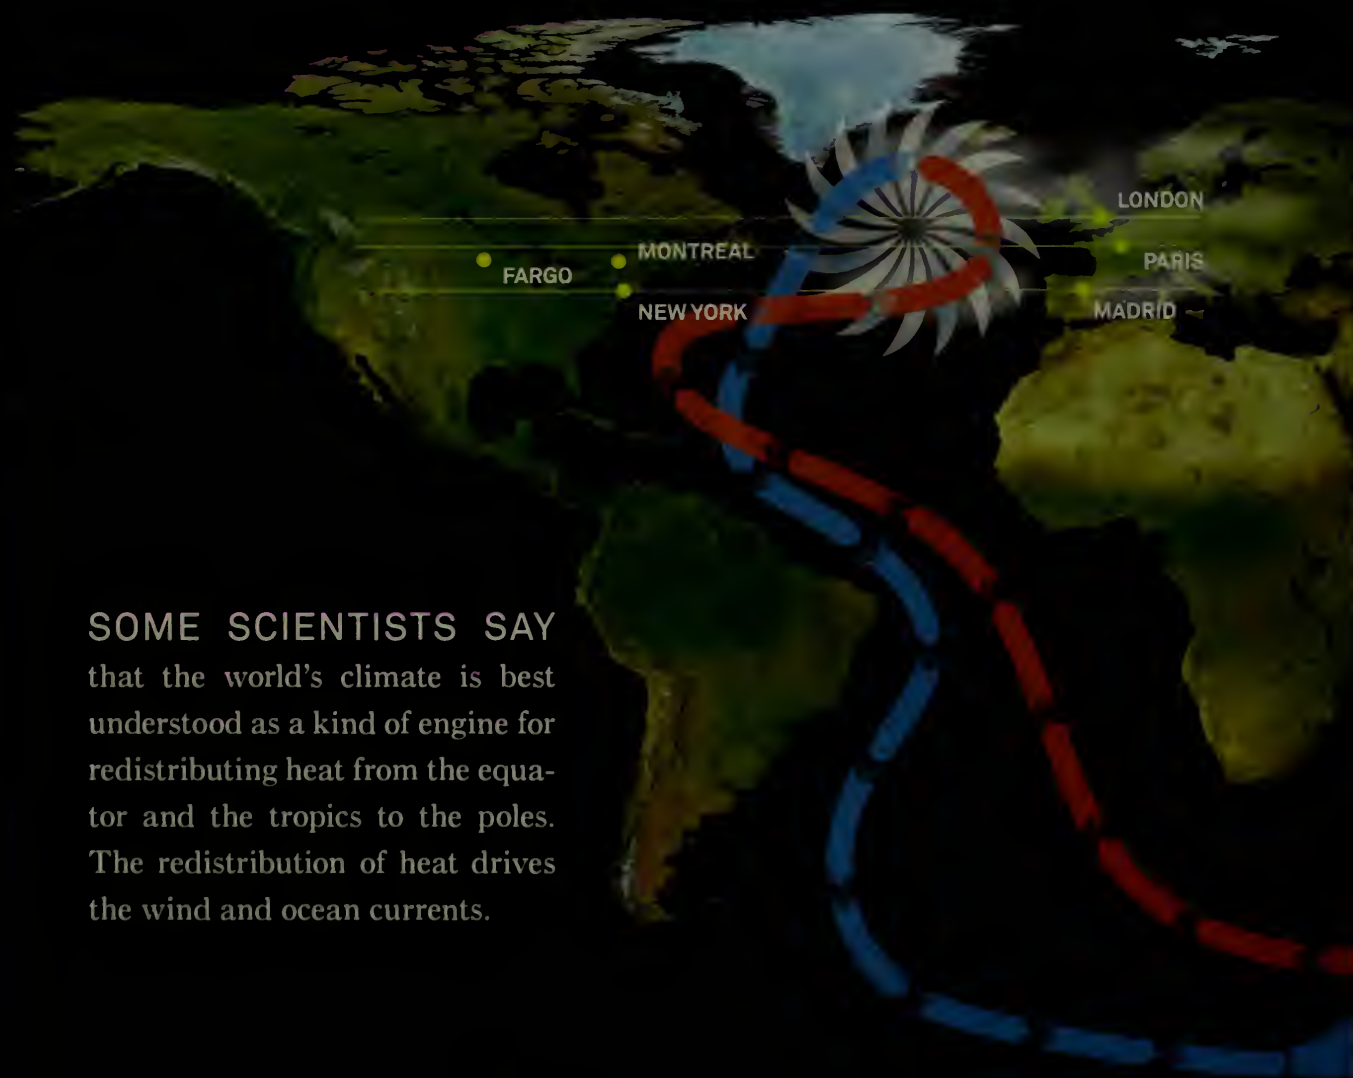 LONDON
MONTREAL
PARIS
FARGO
NEW YORK
MADRID
SOME SCIENTISTS SAY
that the world's climate is best
understood as a kind of engine for
redistributing heat from the equa-
tor and the tropics to the poles.
The redistribution of heat drives
the wind and ocean currents.